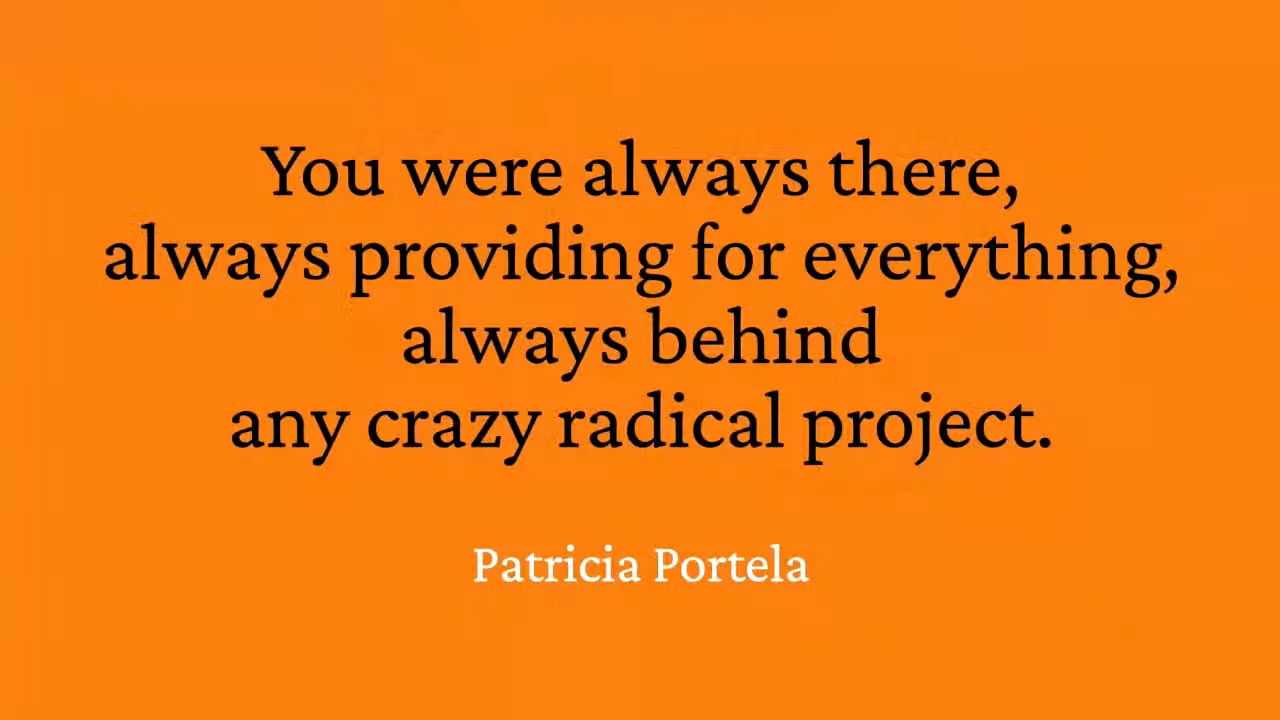 You were always there,
always providing for everything,
always behind
any crazy radical project.
Patricia Portela